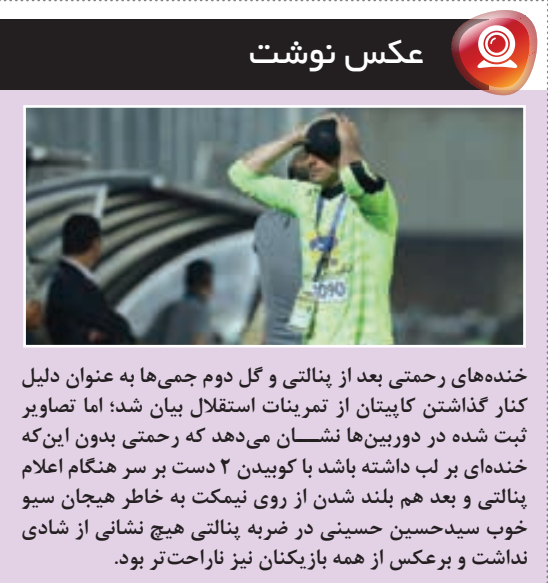 عکس نوشت
1090
خنده‌های رحمتی بعد از پنالتی و گل دوم جمی‌ها به عنوان دلیل
کنار گذاشتن کاپیتان از تمرینات استقلال بیان شد؛ اما تصاویر
ثبت شده در دوربین‌ها نشـــان می‌دهد که رحمتی بدون این‌که
خنده‌ای بر لب داشته باشد با کوبیدن ۲ دست بر سر هنگام اعلام
پنالتی و بعد هم بلند شدن از روی نیمکت به خاطر هیجان سیو
خوب سیدحسین حسینی در ضربه پنالتی هیچ نشانی از شادی
نداشت و برعکس از همه بازیکنان نیز ناراحت‌تر بود.